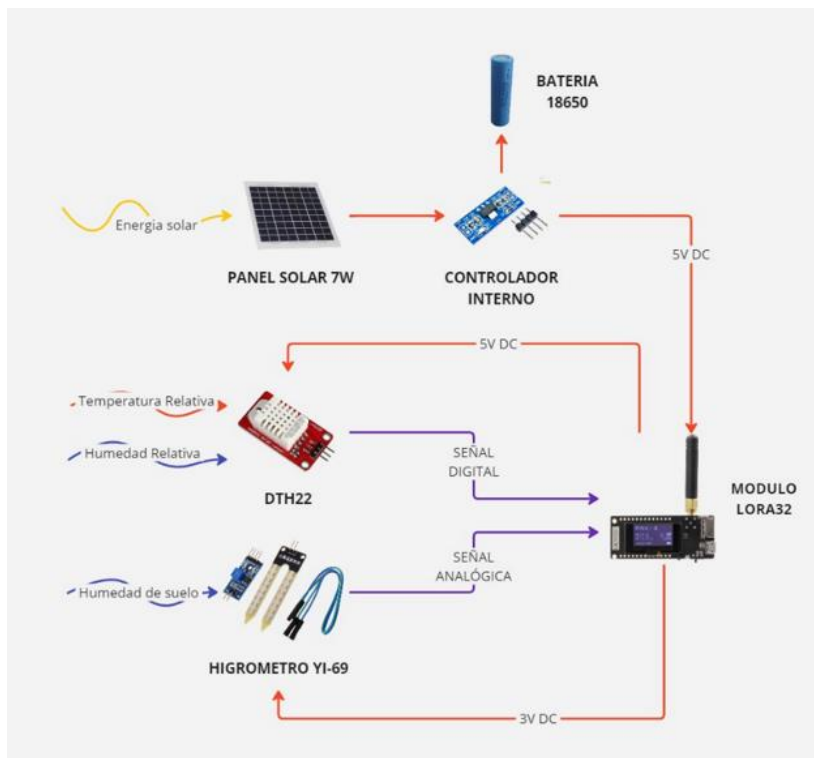 BATERIA
18650
Energia solar
5V DC
PANEL SOLAR 7W
CONTROLADOR
INTERNO
5V DC
Temperatura Relativa
Humedad Relativa
SEÑAL
DIGITAL
DTH22
MODULO
LORA32
SEÑAL
ANALÓGICA
Humedad de suelo
HIGROMETRO YI-69
3V DC